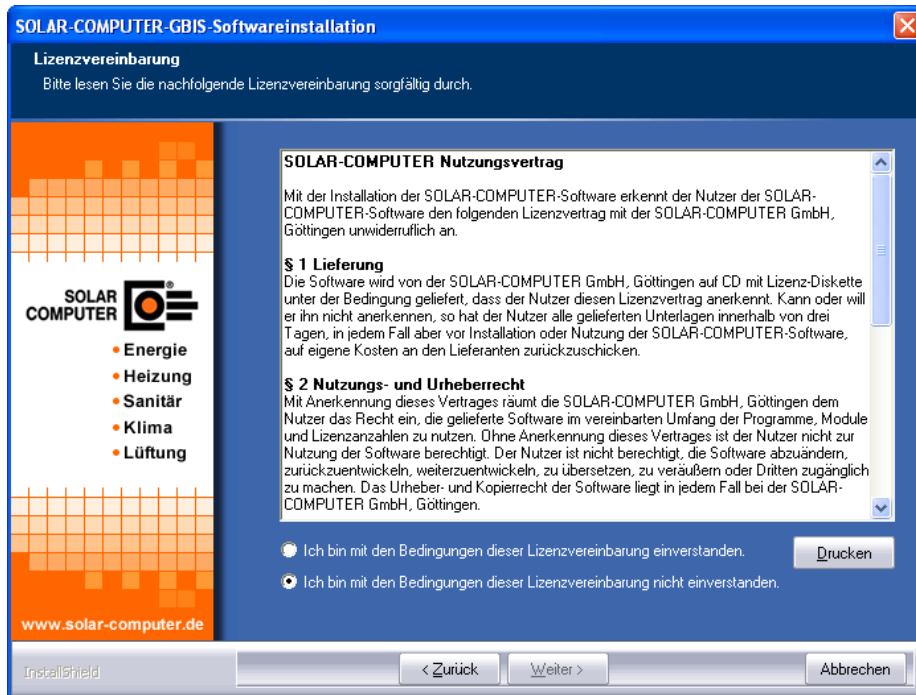 SOLAR-COMPUTER-GBIS-Softwareinstallation
Lizenzvereinbarung
Bitte lesen Sie die nachfolgende Lizenzvereinbarung sorgfältig durch.
SOLAR
COMPUTER
®
• Energie
• Heizung
• Sanitär
• Klima
• Lüftung
www.solar-computer.de
SOLAR-COMPUTER Nutzungsvertrag
Mit der Installation der SOLAR-COMPUTER-Software erkennt der Nutzer der SOLAR-
COMPUTER-Software den folgenden Lizenzvertrag mit der SOLAR-COMPUTER GmbH,
Göttingen unwiderruflich an.
§ 1 Lieferung
Die Software wird von der SOLAR-COMPUTER GmbH, Göttingen auf CD mit Lizenz-Diskette
unter der Bedingung geliefert, dass der Nutzer diesen Lizenzvertrag anerkennt. Kann oder will
er ihn nicht anerkennen, so hat der Nutzer alle gelieferten Unterlagen innerhalb von drei
Tagen, in jedem Fall aber vor Installation oder Nutzung der SOLAR-COMPUTER-Software,
auf eigene Kosten an den Lieferanten zurückzuschicken.
§ 2 Nutzungs- und Urheberrecht
Mit Anerkennung dieses Vertrages räumt die SOLAR-COMPUTER GmbH, Göttingen dem
Nutzer das Recht ein, die gelieferte Software im vereinbarten Umfang der Programme, Module
und Lizenzanzahlen zu nutzen. Ohne Anerkennung dieses Vertrages ist der Nutzer nicht zur
Nutzung der Software berechtigt. Der Nutzer ist nicht berechtigt, die Software abzuändern,
zurückzuentwickeln, weiterzuentwickeln, zu übersetzen, zu veräußern oder Dritten zugänglich
zu machen. Das Urheber- und Kopierrecht der Software liegt in jedem Fall bei der SOLAR-
COMPUTER GmbH, Göttingen.
Ich bin mit den Bedingungen dieser Lizenzvereinbarung einverstanden.
Drucken
Ich bin mit den Bedingungen dieser Lizenzvereinbarung nicht einverstanden.
InstallShield
< Zurück
Weiter >
Abbrechen